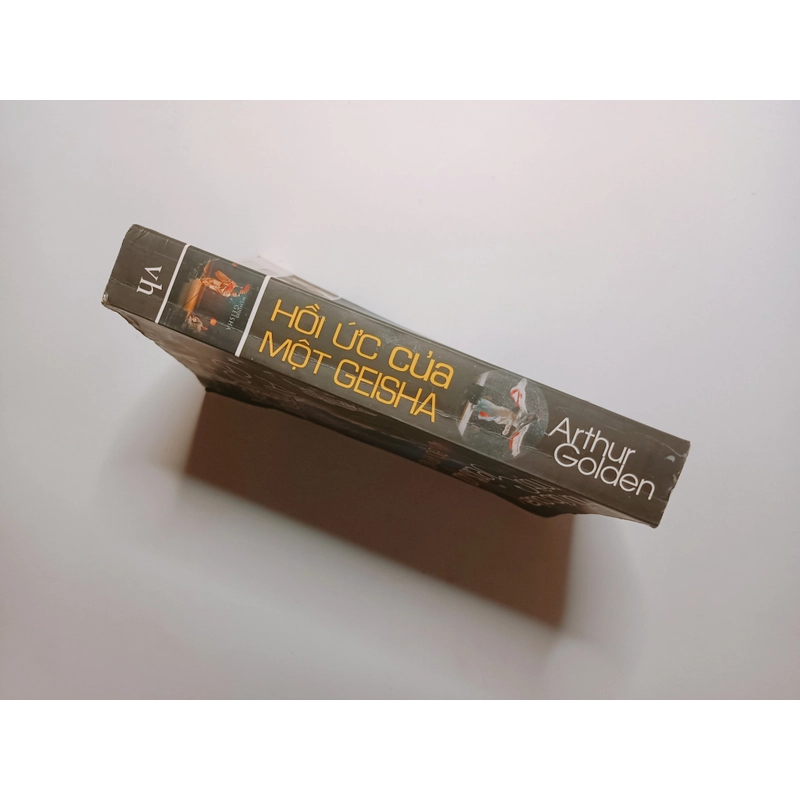 vh
HỒI ỨC CỦA
MỘT GEISHA
Arthur
Golden